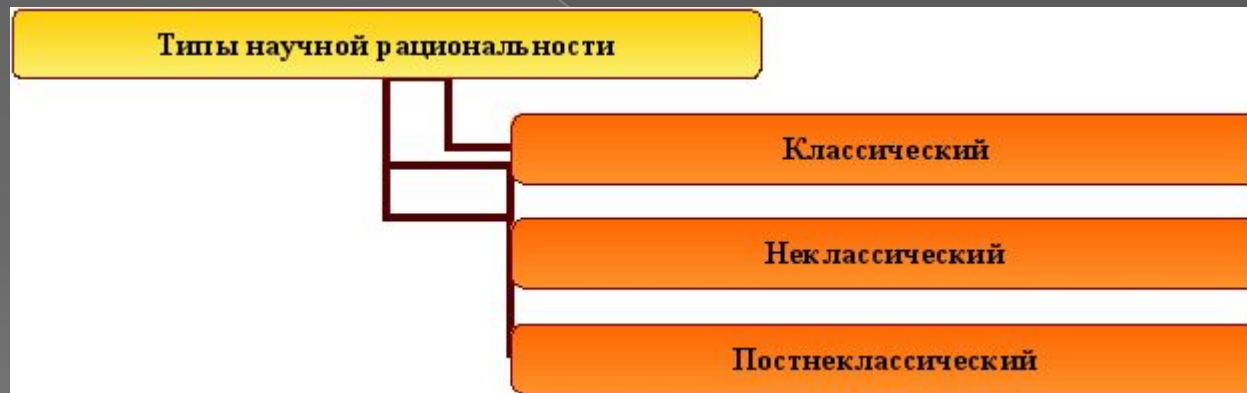 Типы научной рациональности
Классический
Неклассический
Постнеклассический